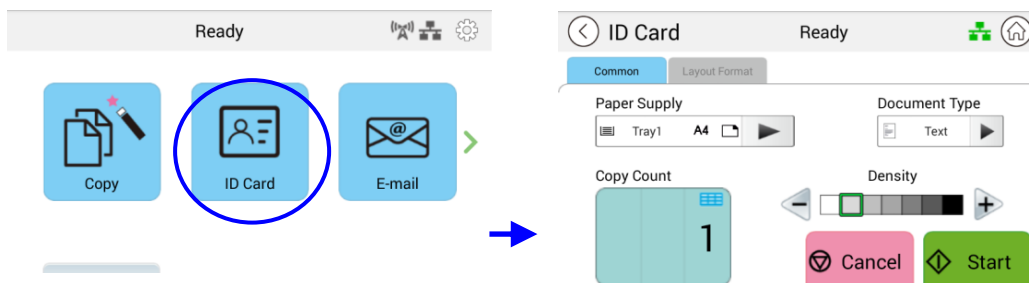 Ready
Copy
ID Card
E-mail
ID Card
Ready
Common
Layout Format
Paper Supply
Document Type
Tray1 A4
Text
Copy Count
Density
1
Cancel
Start